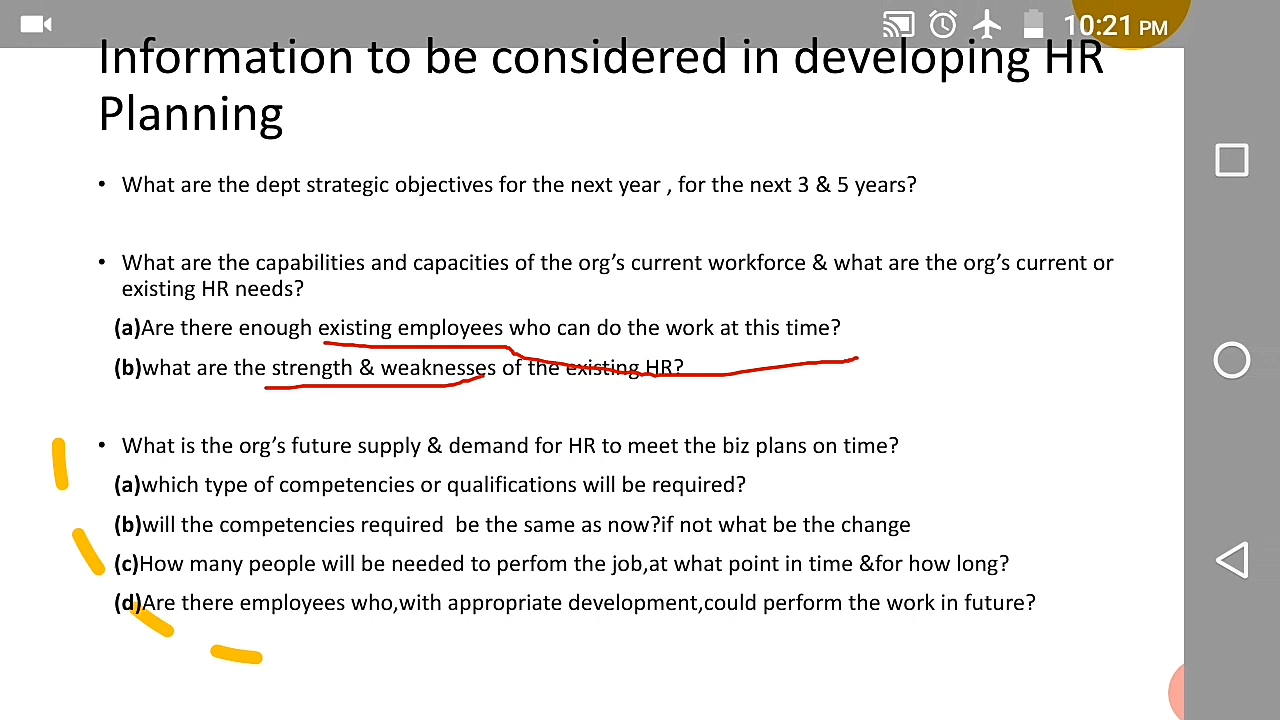 10:21 PM
Information to be considered in developing HR
Planning
• What are the dept strategic objectives for the next year , for the next 3 & 5 years?
• What are the capabilities and capacities of the org’s current workforce & what are the org’s current or
existing HR needs?
(a)Are there enough existing employees who can do the work at this time?
(b)what are the strength & weaknesses of the existing HR?
• What is the org’s future supply & demand for HR to meet the biz plans on time?
(a)which type of competencies or qualifications will be required?
(b)will the competencies required  be the same as now?if not what be the change
(c)How many people will be needed to perfom the job,at what point in time &for how long?
(d)Are there employees who,with appropriate development,could perform the work in future?